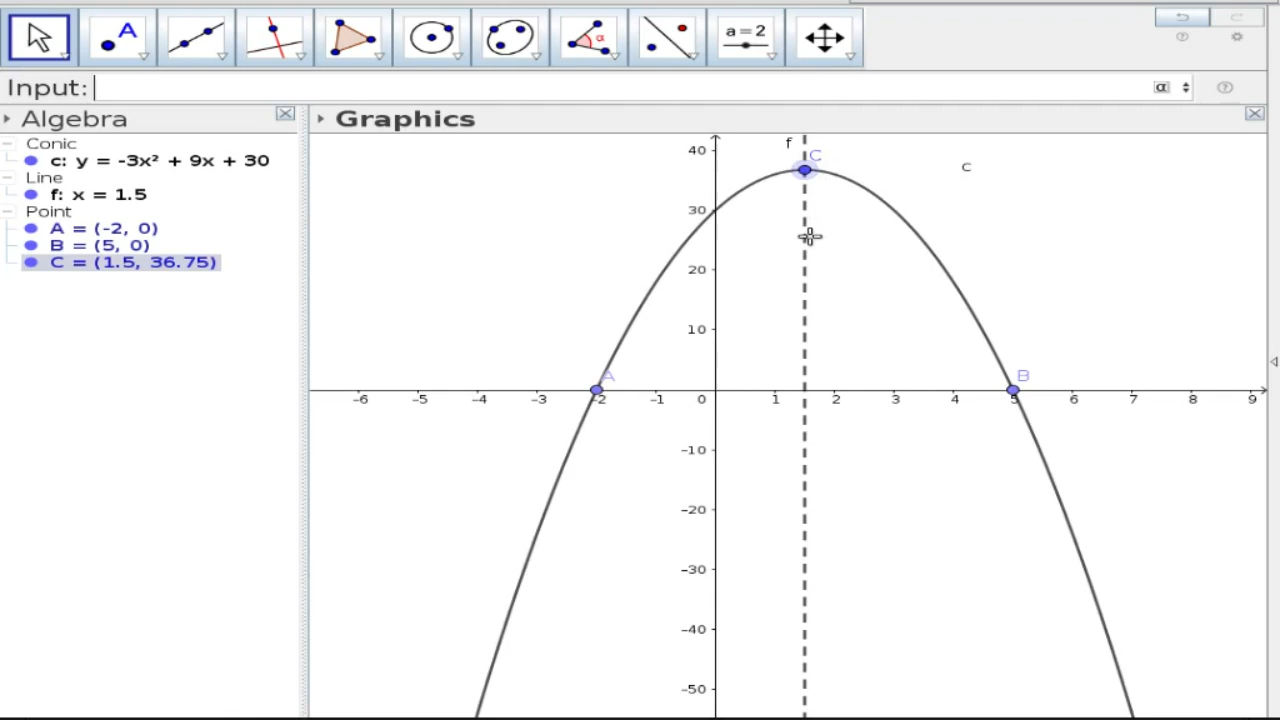 A
α
a = 2
Input:
α
Algebra
Graphics
Conic
c: y = -3x² + 9x + 30
Line
f: x = 1.5
Point
A = (-2, 0)
B = (5, 0)
C = (1.5, 36.75)
f
C
c
A
B
40
30
20
10
-6 -5 -4 -3 -2 -1 0 1 2 3 4 5 6 7 8 9
-10
-20
-30
-40
-50